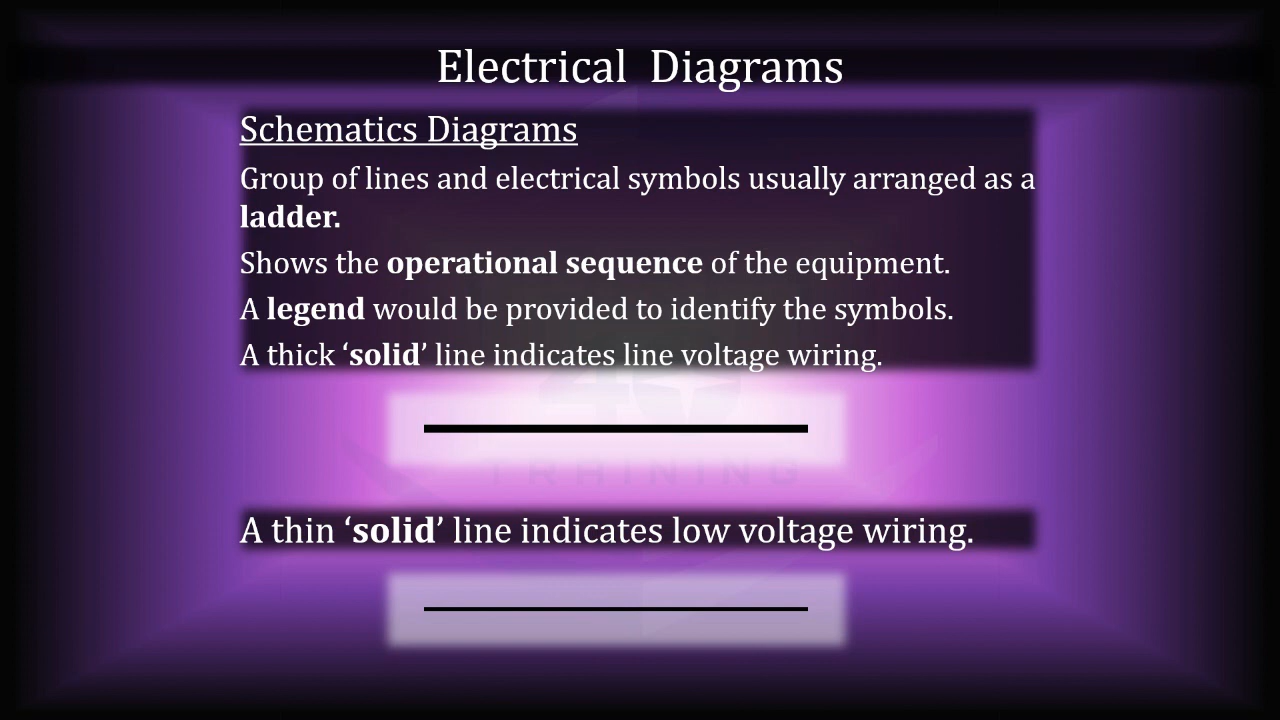 Electrical Diagrams
Schematics Diagrams
Group of lines and electrical symbols usually arranged as a
ladder.
Shows the operational sequence of the equipment.
A legend would be provided to identify the symbols.
A thick ‘solid’ line indicates line voltage wiring.
TRAINING
A thin ‘solid’ line indicates low voltage wiring.